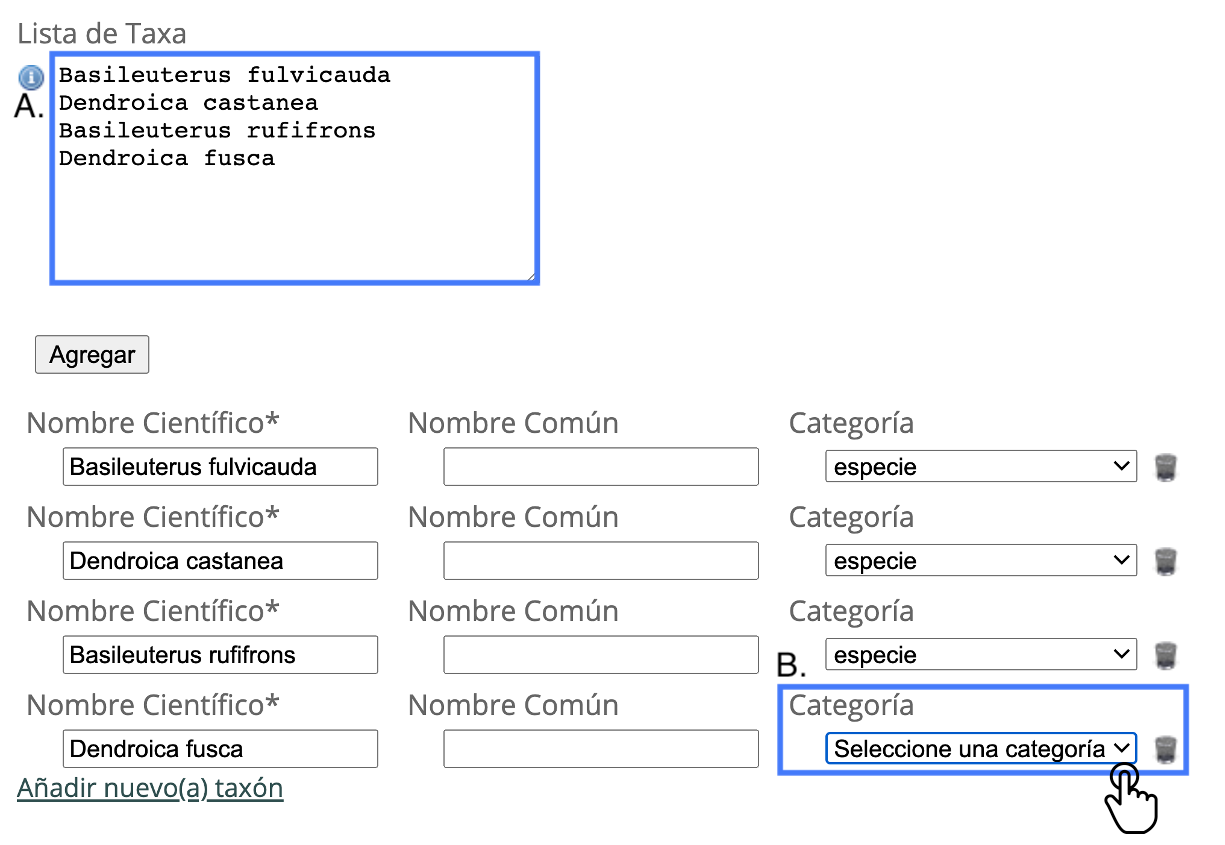 Lista de Taxa
A.
Basileuterus fulvicauda
Dendroica castanea
Basileuterus rufifrons
Dendroica fusca
Agregar
Nombre Científico* Nombre Común Categoría
Basileuterus fulvicauda especie
Nombre Científico* Nombre Común Categoría
Dendroica castanea especie
Nombre Científico* Nombre Común Categoría
Basileuterus rufifrons especie
B.
Nombre Científico* Nombre Común Categoría
Dendroica fusca Seleccione una categoría
Añadir nuevo(a) taxón